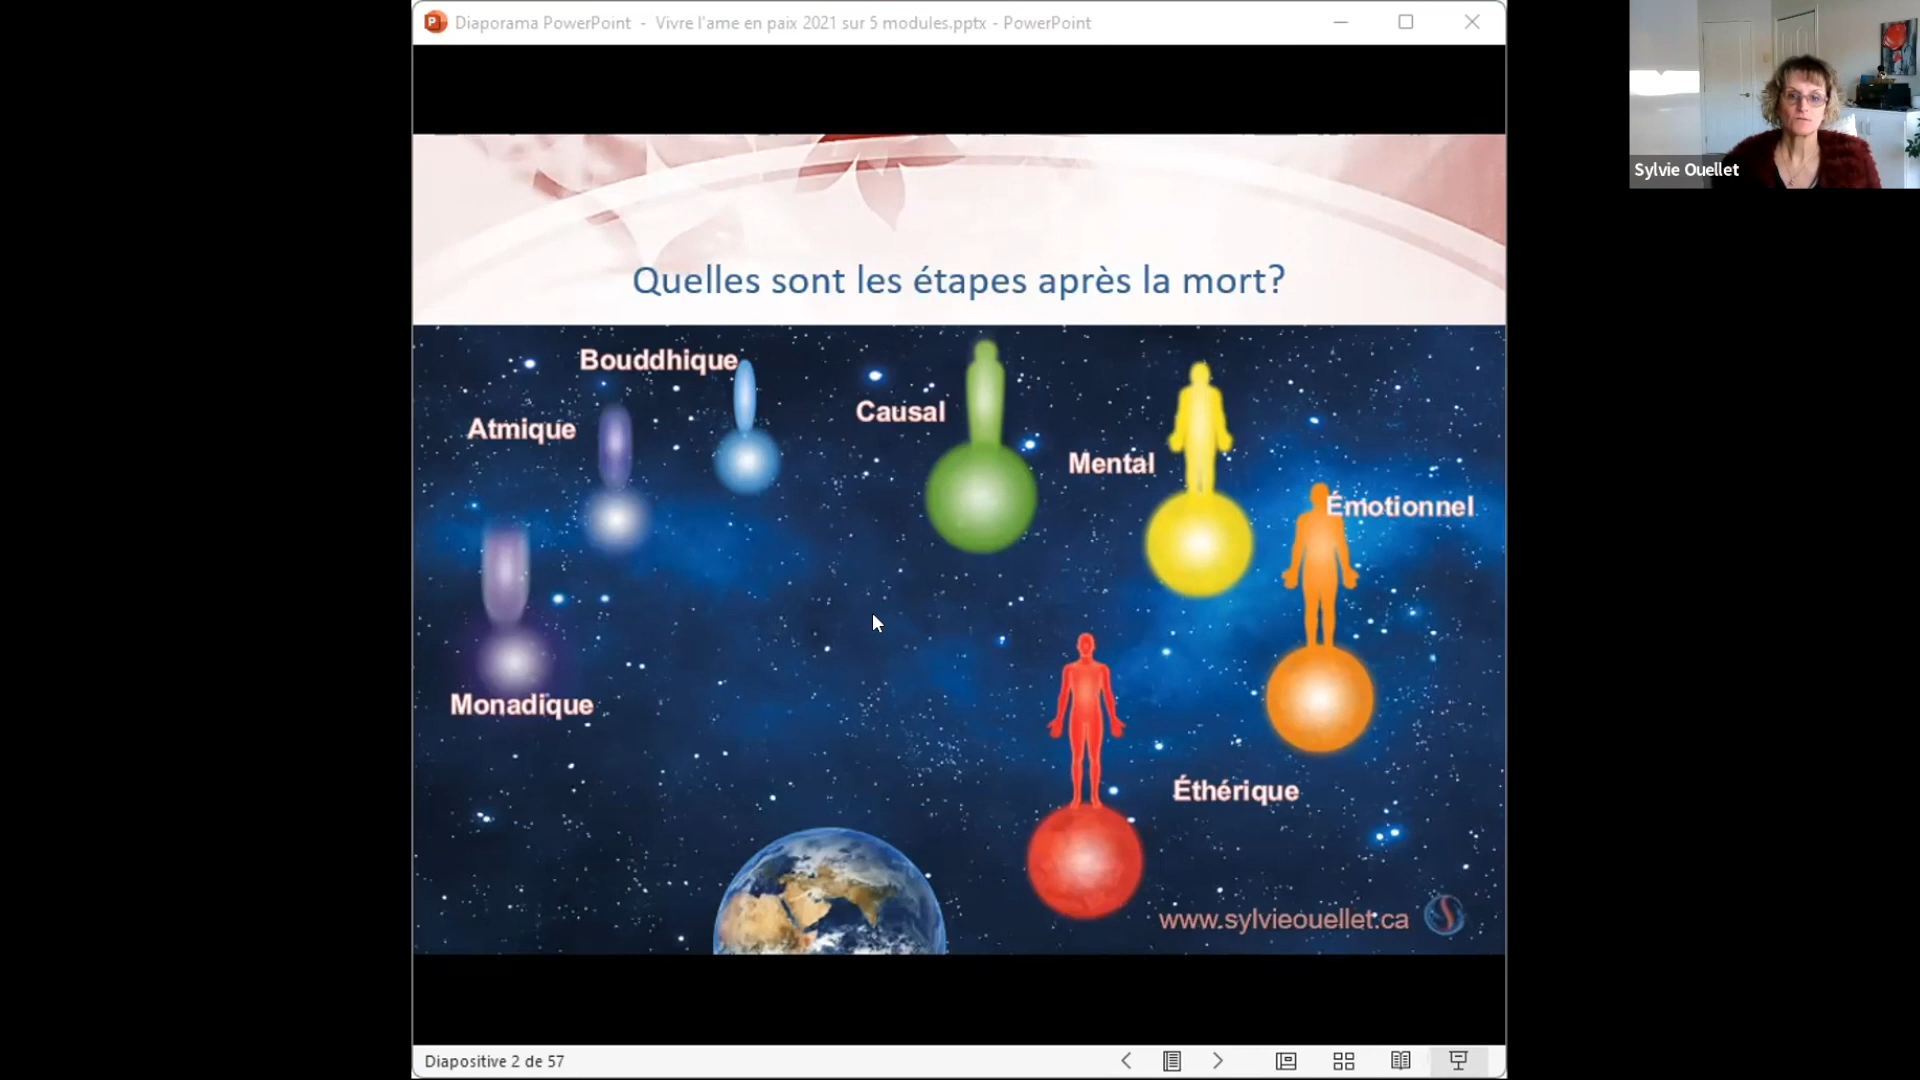 Diaporama PowerPoint - Vivre l'ame en paix 2021 sur 5 modules.pptx - PowerPoint
Sylvie Ouellet
Quelles sont les étapes après la mort?
Bouddhique
Causal
Atmique
Mental
Émotionnel
Monadique
Éthérique
www.sylvieouellet.ca
Diapositive 2 de 57